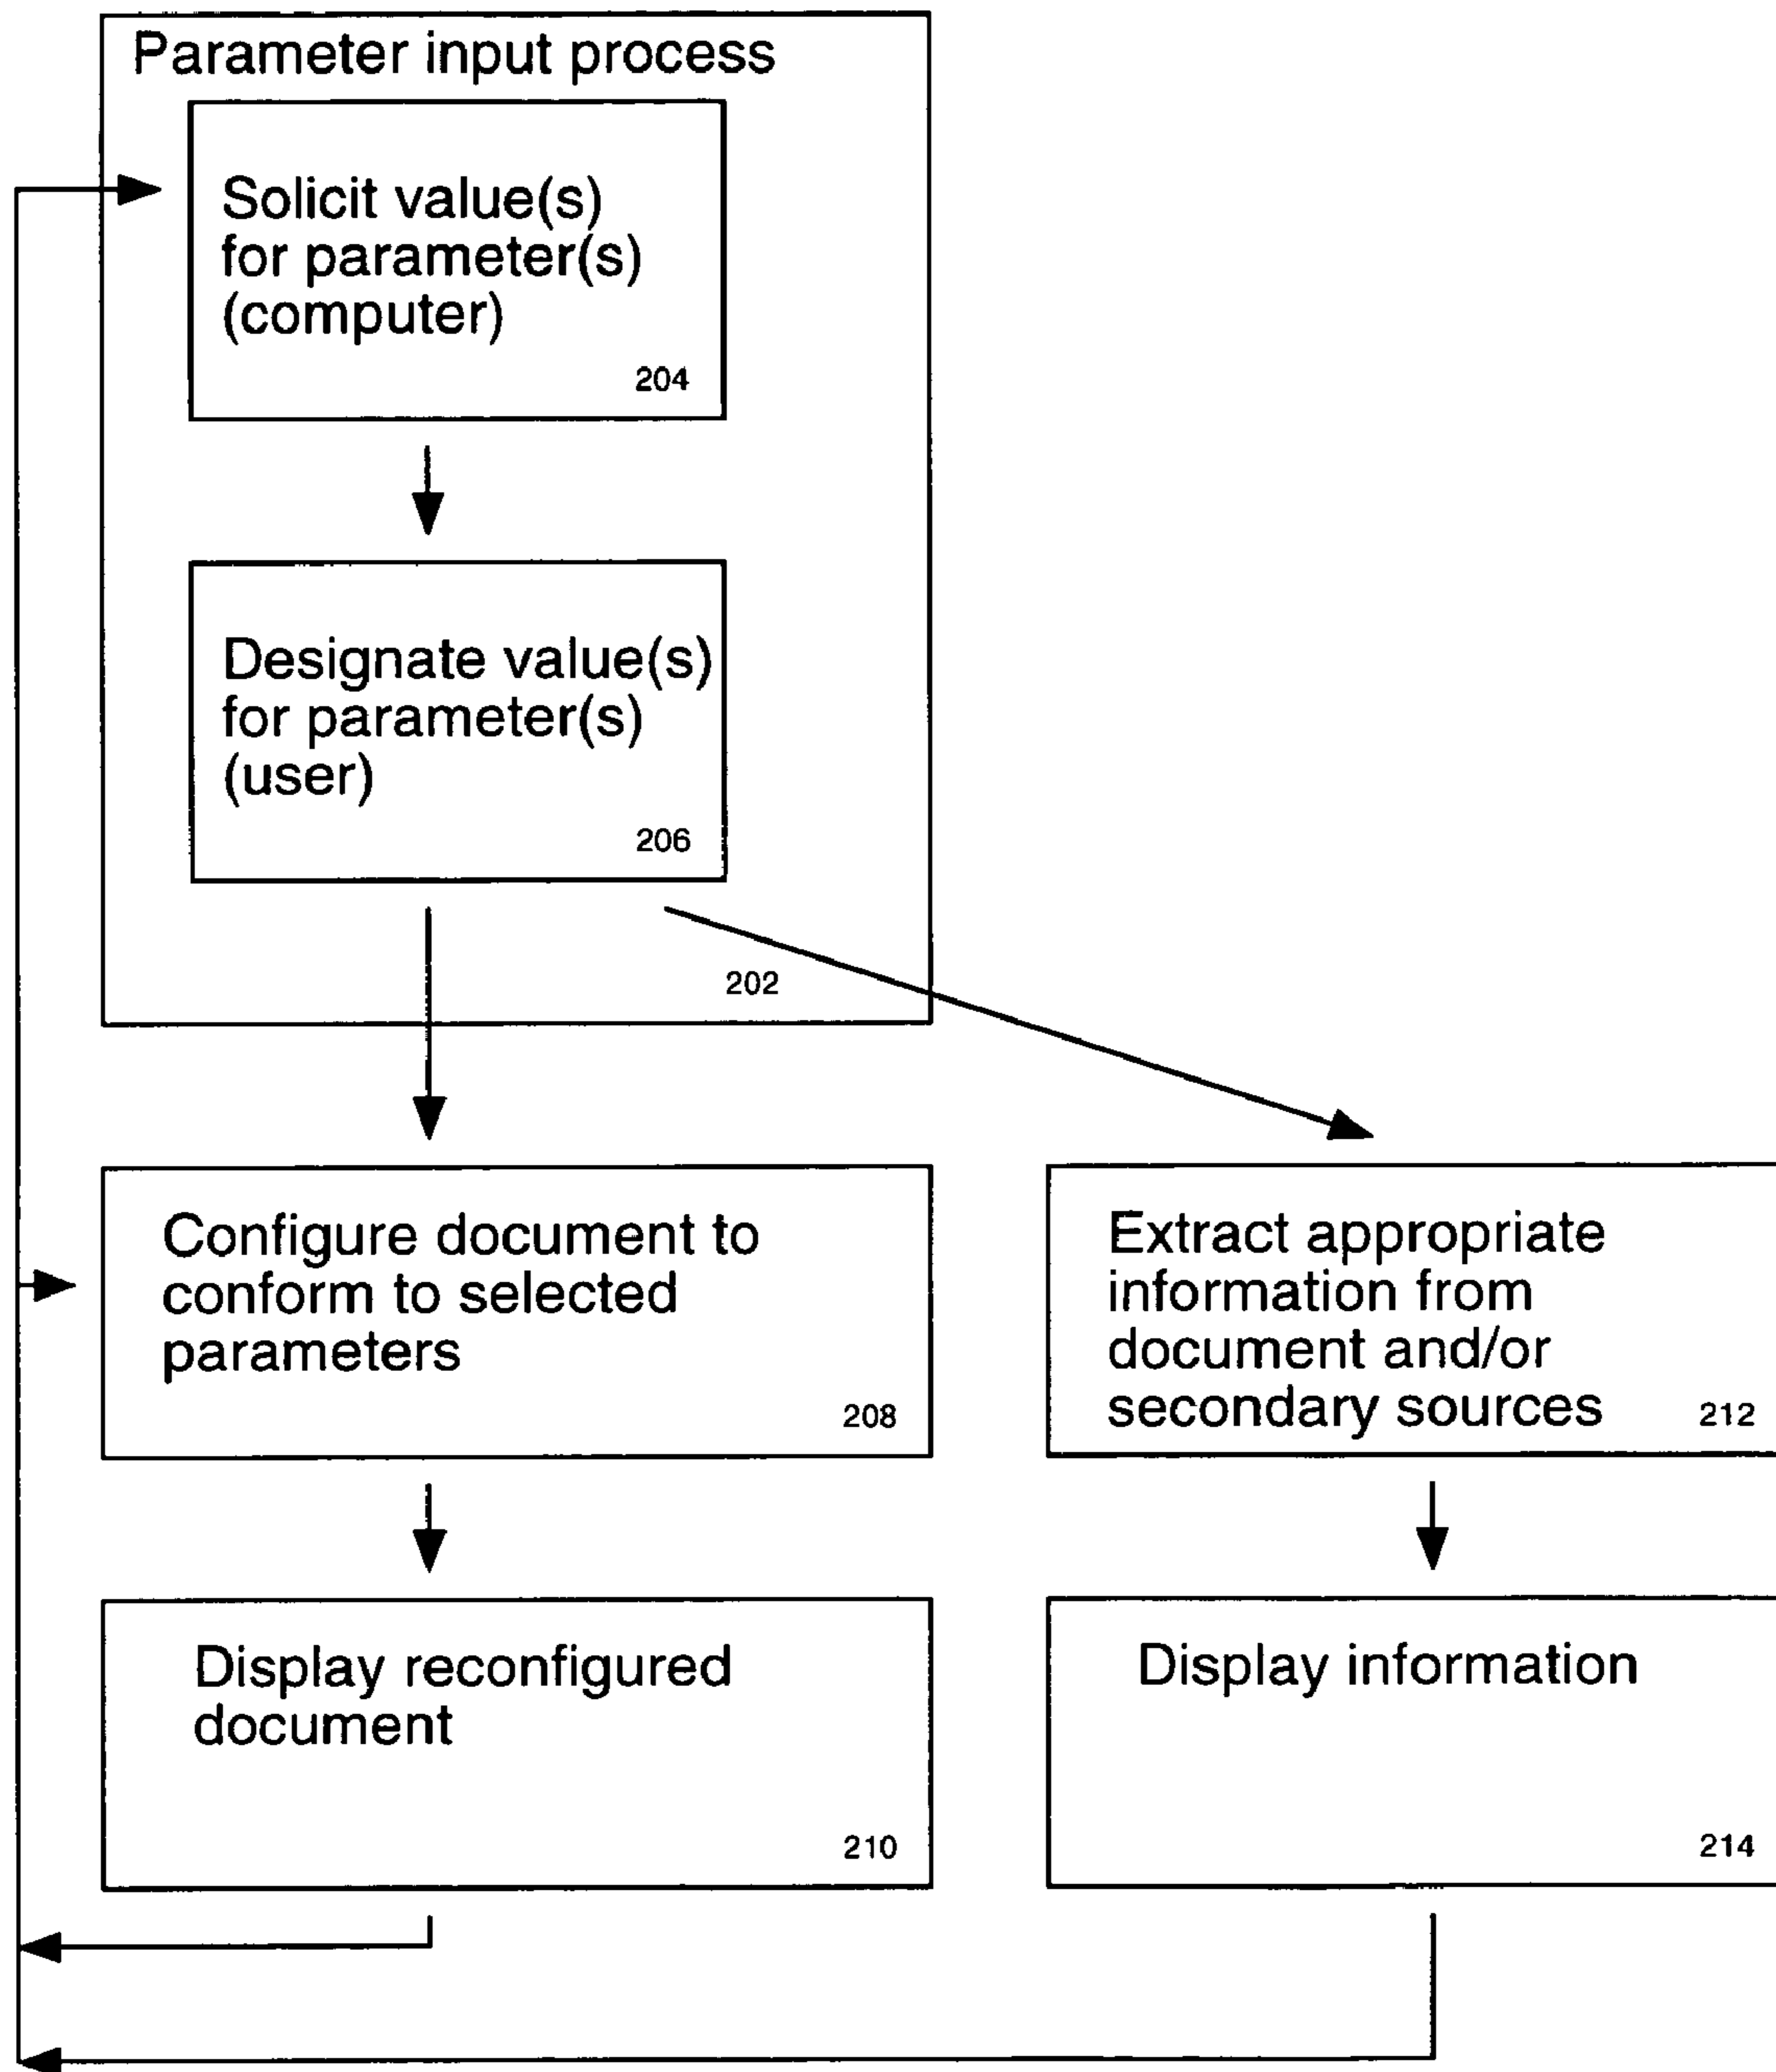 Parameter input process
Solicit value(s)
for parameter(s)
(computer)
204
Designate value(s)
for parameter(s)
(user)
206
202
Configure document to
conform to selected
parameters
208
Extract appropriate
information from
document and/or
secondary sources
212
Display reconfigured
document
210
Display information
214